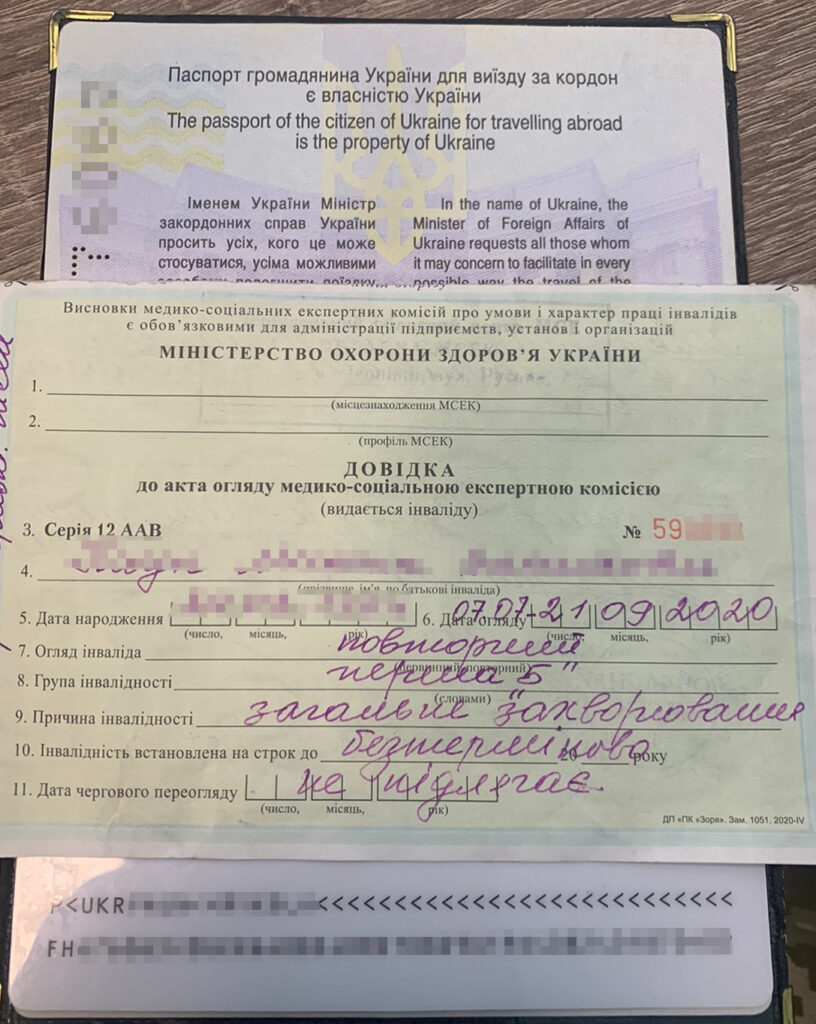 Паспорт громадянина України для виїзду за кордон
є власністю України
The passport of the citizen of Ukraine for travelling abroad
is the property of Ukraine
Іменем України Міністр
закордонних справ України
просить усіх, кого це може
стосуватися, усіма можливими
In the name of Ukraine, the
Minister of Foreign Affairs of
Ukraine requests all those whom
it may concern to facilitate in every
possible way the travel of the
Висновки медико-соціальних експертних комісій про умови і характер праці інвалідів
є обов’язковими для адміністрації підприємств, установ і організацій
МІНІСТЕРСТВО ОХОРОНИ ЗДОРОВ’Я УКРАЇНИ
1.
(місцезнаходження МСЕК)
2.
(профіль МСЕК)
ДОВІДКА
до акта огляду медико-соціальною експертною комісією
(видається інваліду)
3. Серія 12 ААВ № 59
4.
(прізвище, ім’я, по батькові інваліда)
5. Дата народження 6. Дата огляду 07.07-21 09 2020
(число, місяць, рік) (число, місяць, рік)
7. Огляд інваліда повторний
(первинний, повторний)
8. Група інвалідності перша "Б"
(словами)
9. Причина інвалідності загальне захворювання
10. Інвалідність встановлена на строк до безтерміново 20 року
11. Дата чергового переогляду не підлягає.
(число, місяць, рік)
ДП «ПК «Зоря». Зам. 1051. 2020-IV
P<UKR <<<<<<<<<<<<<<<<<<<<<<<<<<
FH